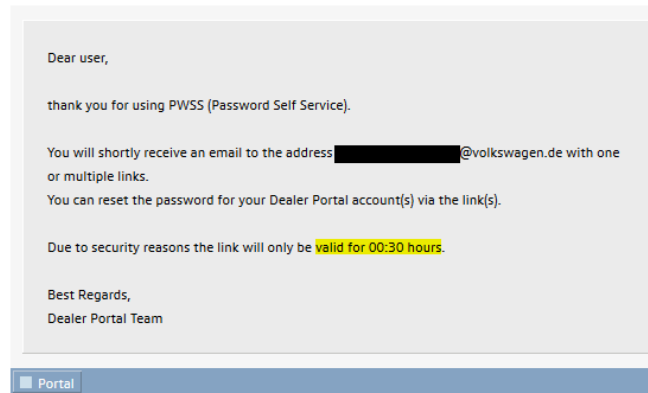 Dear user,
thank you for using PWSS (Password Self Service).
You will shortly receive an email to the address @volkswagen.de with one
or multiple links.
You can reset the password for your Dealer Portal account(s) via the link(s).
Due to security reasons the link will only be valid for 00:30 hours.
Best Regards,
Dealer Portal Team
Portal